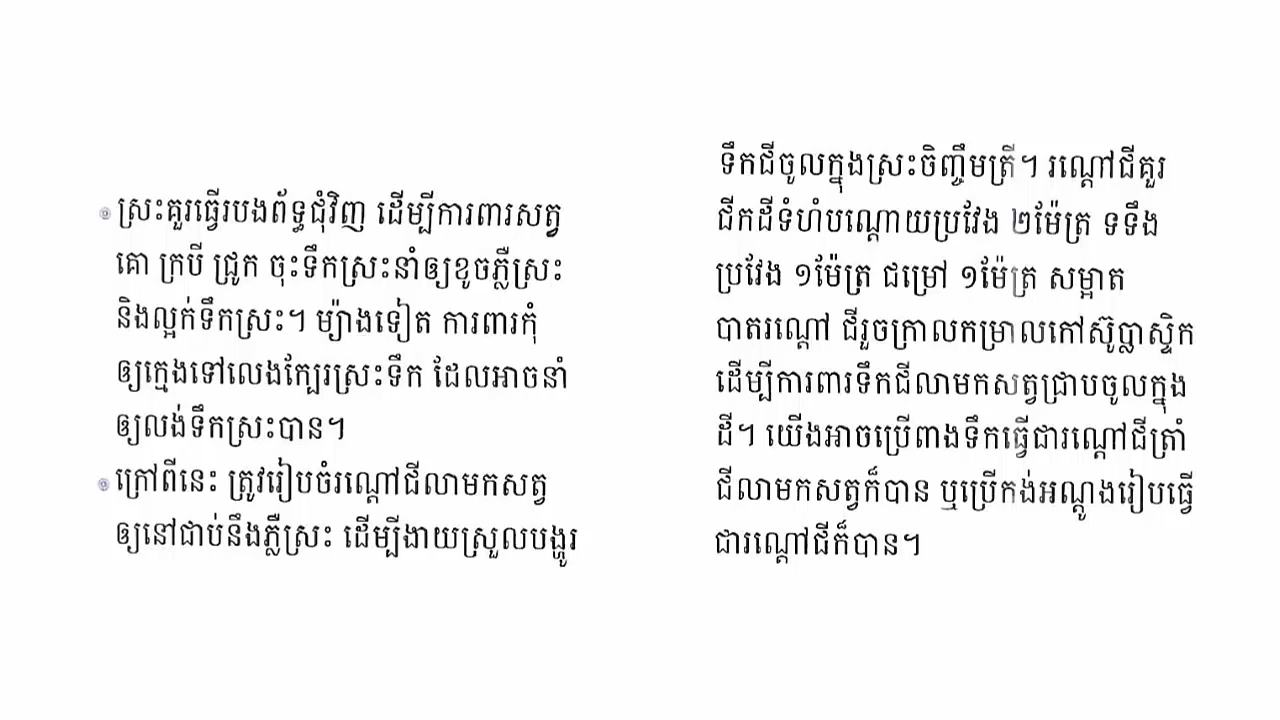 ស្រះគួរធ្វើរបងព័ទ្ធជុំវិញ ដើម្បីការពារសត្វ
គោ ក្របី ជ្រូក ចុះទឹកស្រះនាំឲ្យខូចភ្លឺស្រះ
និងល្អក់ទឹកស្រះ។ ម្យ៉ាងទៀត ការពារកុំ
ឲ្យក្មេងទៅលេងក្បែរស្រះទឹក ដែលអាចនាំ
ឲ្យលង់ទឹកស្រះបាន។
ក្រៅពីនេះ ត្រូវរៀបចំរណ្តៅជីលាមកសត្វ
ឲ្យនៅជាប់នឹងភ្លឺស្រះ ដើម្បីងាយស្រួលបង្ហូរ
ទឹកជីចូលក្នុងស្រះចិញ្ចឹមត្រី។ រណ្តៅជីគួរ
ជីកដីទំហំបណ្តោយប្រវែង ២ម៉ែត្រ ទទឹង
ប្រវែង ១ម៉ែត្រ ជម្រៅ ១ម៉ែត្រ សម្អាត
បាតរណ្តៅ ជីរួចក្រាលកម្រាលកៅស៊ូប្លាស្ទិក
ដើម្បីការពារទឹកជីលាមកសត្វជ្រាបចូលក្នុង
ដី។ យើងអាចប្រើពាងទឹកធ្វើជារណ្តៅជីត្រាំ
ជីលាមកសត្វក៏បាន ឬប្រើកង់អណ្តូងរៀបធ្វើ
ជារណ្តៅជីក៏បាន។